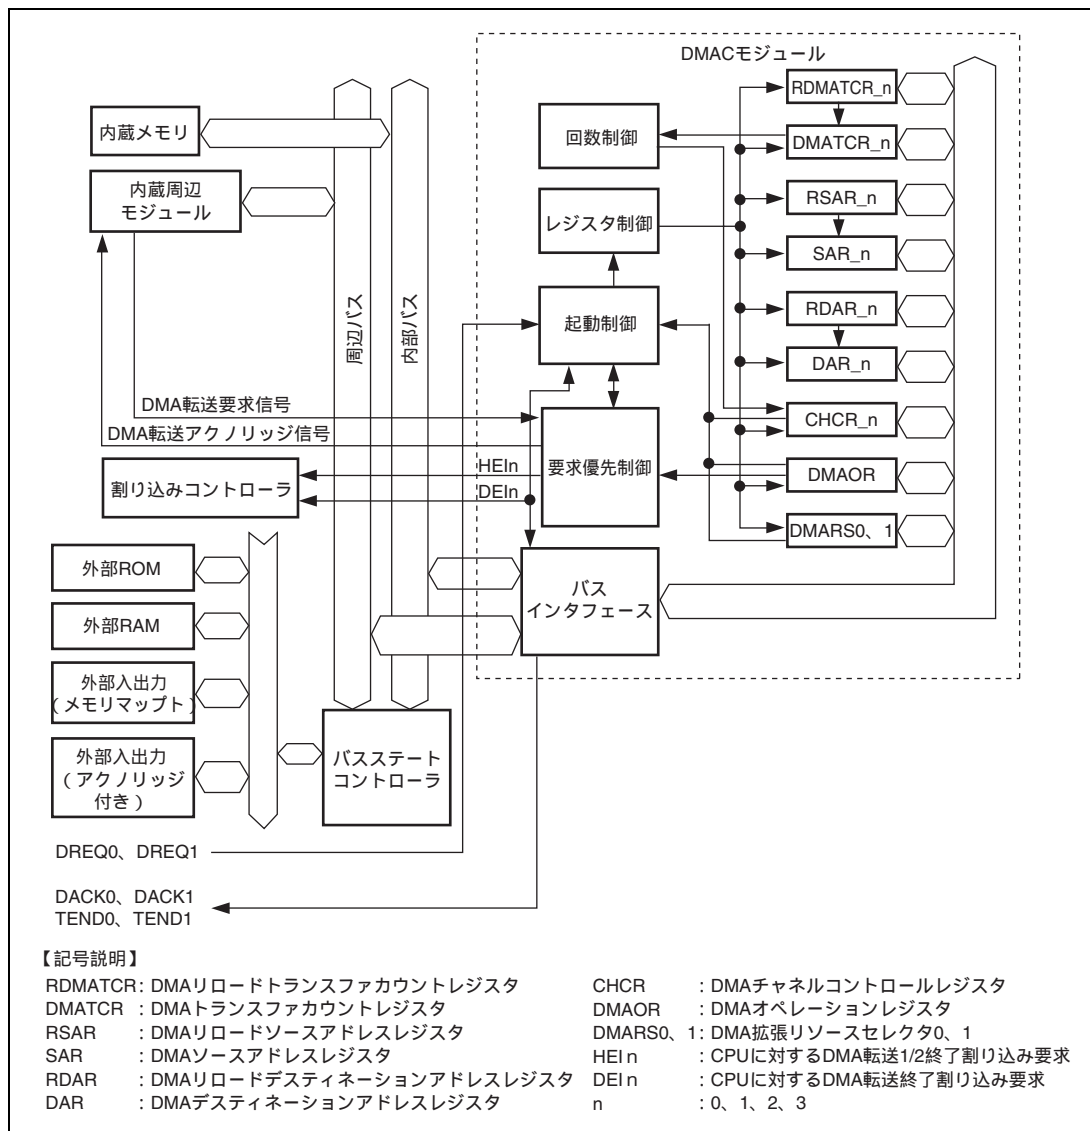 DMACモジュール
RDMATCR_n
内蔵メモリ
回数制御
DMATCR_n
内蔵周辺
モジュール
RSAR_n
レジスタ制御
SAR_n
周辺バス
内部バス
起動制御
RDAR_n
DAR_n
DMA転送要求信号
CHCR_n
DMA転送アクノリッジ信号
HEIn
要求優先制御
DMAOR
割り込みコントローラ
DEIn
DMARS0、1
外部ROM
バス
インタフェース
外部RAM
外部入出力
(メモリマップト)
外部入出力
(アクノリッジ
付き)
バスステート
コントローラ
DREQ0、DREQ1
DACK0、DACK1
TEND0、TEND1
【記号説明】
RDMATCR : DMAリロードトランスファカウントレジスタ
DMATCR : DMAトランスファカウントレジスタ
RSAR : DMAリロードソースアドレスレジスタ
SAR : DMAソースアドレスレジスタ
RDAR : DMAリロードデスティネーションアドレスレジスタ
DAR : DMAデスティネーションアドレスレジスタ
CHCR : DMAチャネルコントロールレジスタ
DMAOR : DMAオペレーションレジスタ
DMARS0、1 : DMA拡張リソースセレクタ0、1
HEIn : CPUに対するDMA転送1/2終了割り込み要求
DEIn : CPUに対するDMA転送終了割り込み要求
n : 0、1、2、3